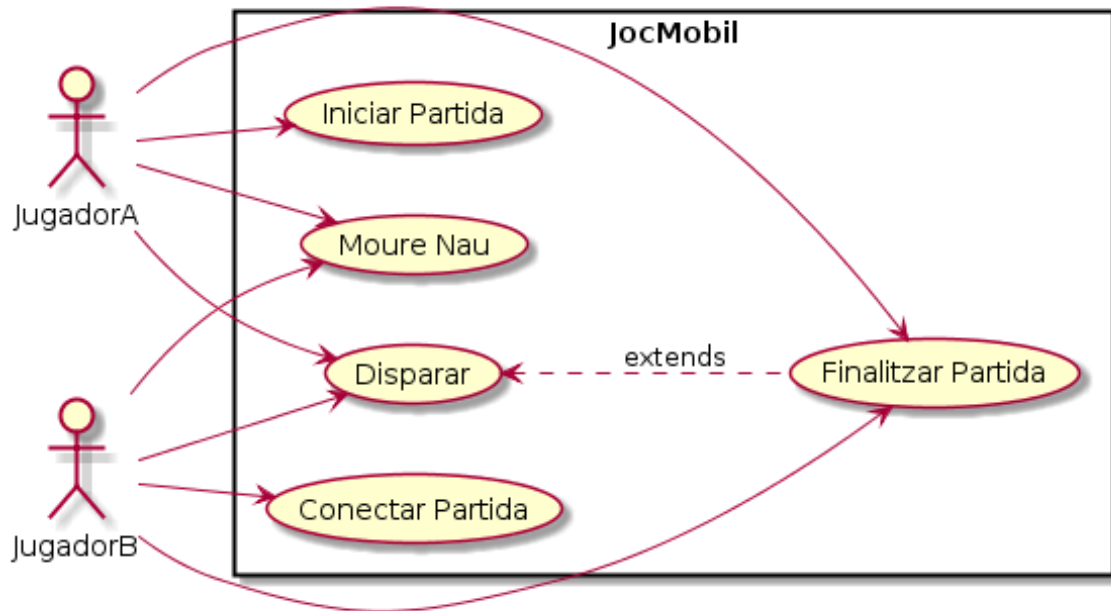 JocMobil
Iniciar Partida
JugadorA
Moure Nau
extends
Disparar
Finalitzar Partida
Conectar Partida
JugadorB